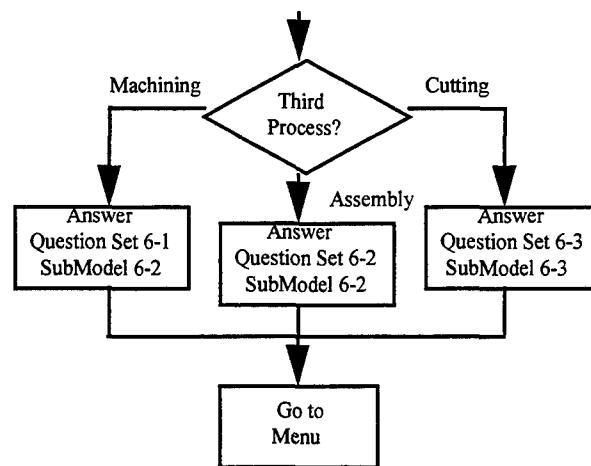 Machining
Third
Process?
Cutting
Assembly
Answer
Question Set 6-1
SubModel 6-2
Answer
Question Set 6-2
SubModel 6-2
Answer
Question Set 6-3
SubModel 6-3
Go to
Menu